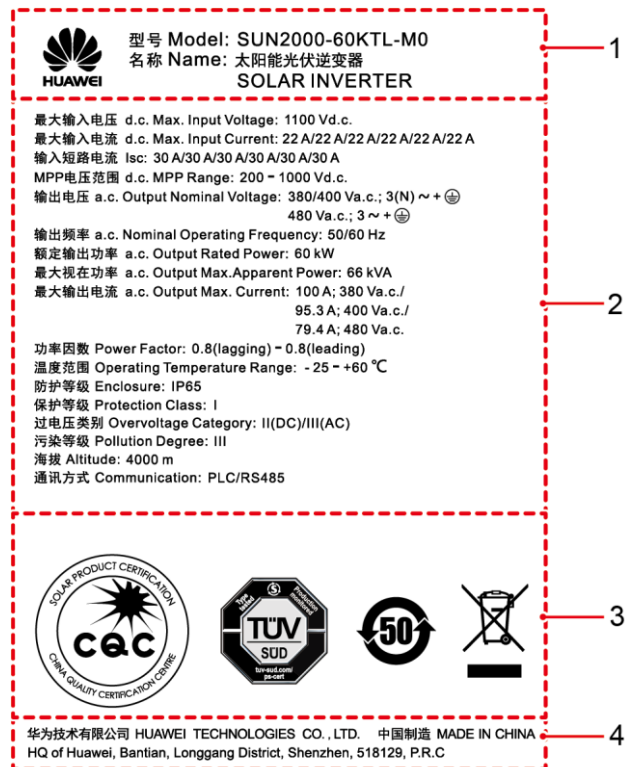 HUAWEI
型号 Model: SUN2000-60KTL-M0
名称 Name: 太阳能光伏逆变器
SOLAR INVERTER
1
最大输入电压 d.c. Max. Input Voltage: 1100 Vd.c.
最大输入电流 d.c. Max. Input Current: 22 A/22 A/22 A/22 A/22 A/22 A
输入短路电流 Isc: 30 A/30 A/30 A/30 A/30 A/30 A
MPP电压范围 d.c. MPP Range: 200 - 1000 Vd.c.
输出电压 a.c. Output Nominal Voltage: 380/400 Va.c.; 3(N) ~ +
480 Va.c.; 3 ~ +
输出频率 a.c. Nominal Operating Frequency: 50/60 Hz
额定输出功率 a.c. Output Rated Power: 60 kW
最大视在功率 a.c. Output Max.Apparent Power: 66 kVA
最大输出电流 a.c. Output Max. Current: 100 A; 380 Va.c./
95.3 A; 400 Va.c./
79.4 A; 480 Va.c.
功率因数 Power Factor: 0.8(lagging) - 0.8(leading)
温度范围 Operating Temperature Range: - 25 - +60 ℃
防护等级 Enclosure: IP65
保护等级 Protection Class: I
过电压类别 Overvoltage Category: II(DC)/III(AC)
污染等级 Pollution Degree: III
海拔 Altitude: 4000 m
通讯方式 Communication: PLC/RS485
2
SOLAR PRODUCT CERTIFICATION
CQC
CHINA QUALITY CERTIFICATION CENTRE
Type tested
Production monitored
TÜV
SÜD
tuv-sud.com/
ps-cert
50
3
华为技术有限公司 HUAWEI TECHNOLOGIES CO., LTD. 中国制造 MADE IN CHINA
HQ of Huawei, Bantian, Longgang District, Shenzhen, 518129, P.R.C
4